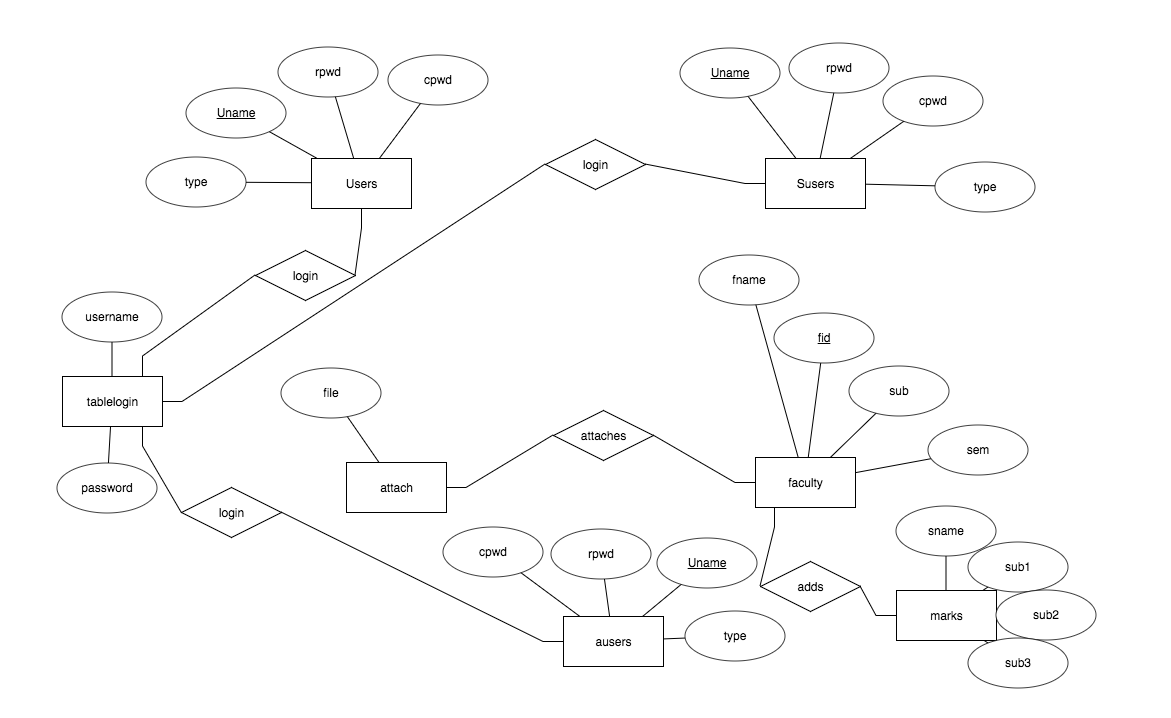 rpwd
cpwd
Uname
type
Users
Uname
rpwd
cpwd
Susers
type
login
login
username
tablelogin
password
login
file
attach
attaches
fname
fid
sub
sem
faculty
cpwd
rpwd
Uname
type
ausers
adds
sname
sub1
sub2
sub3
marks